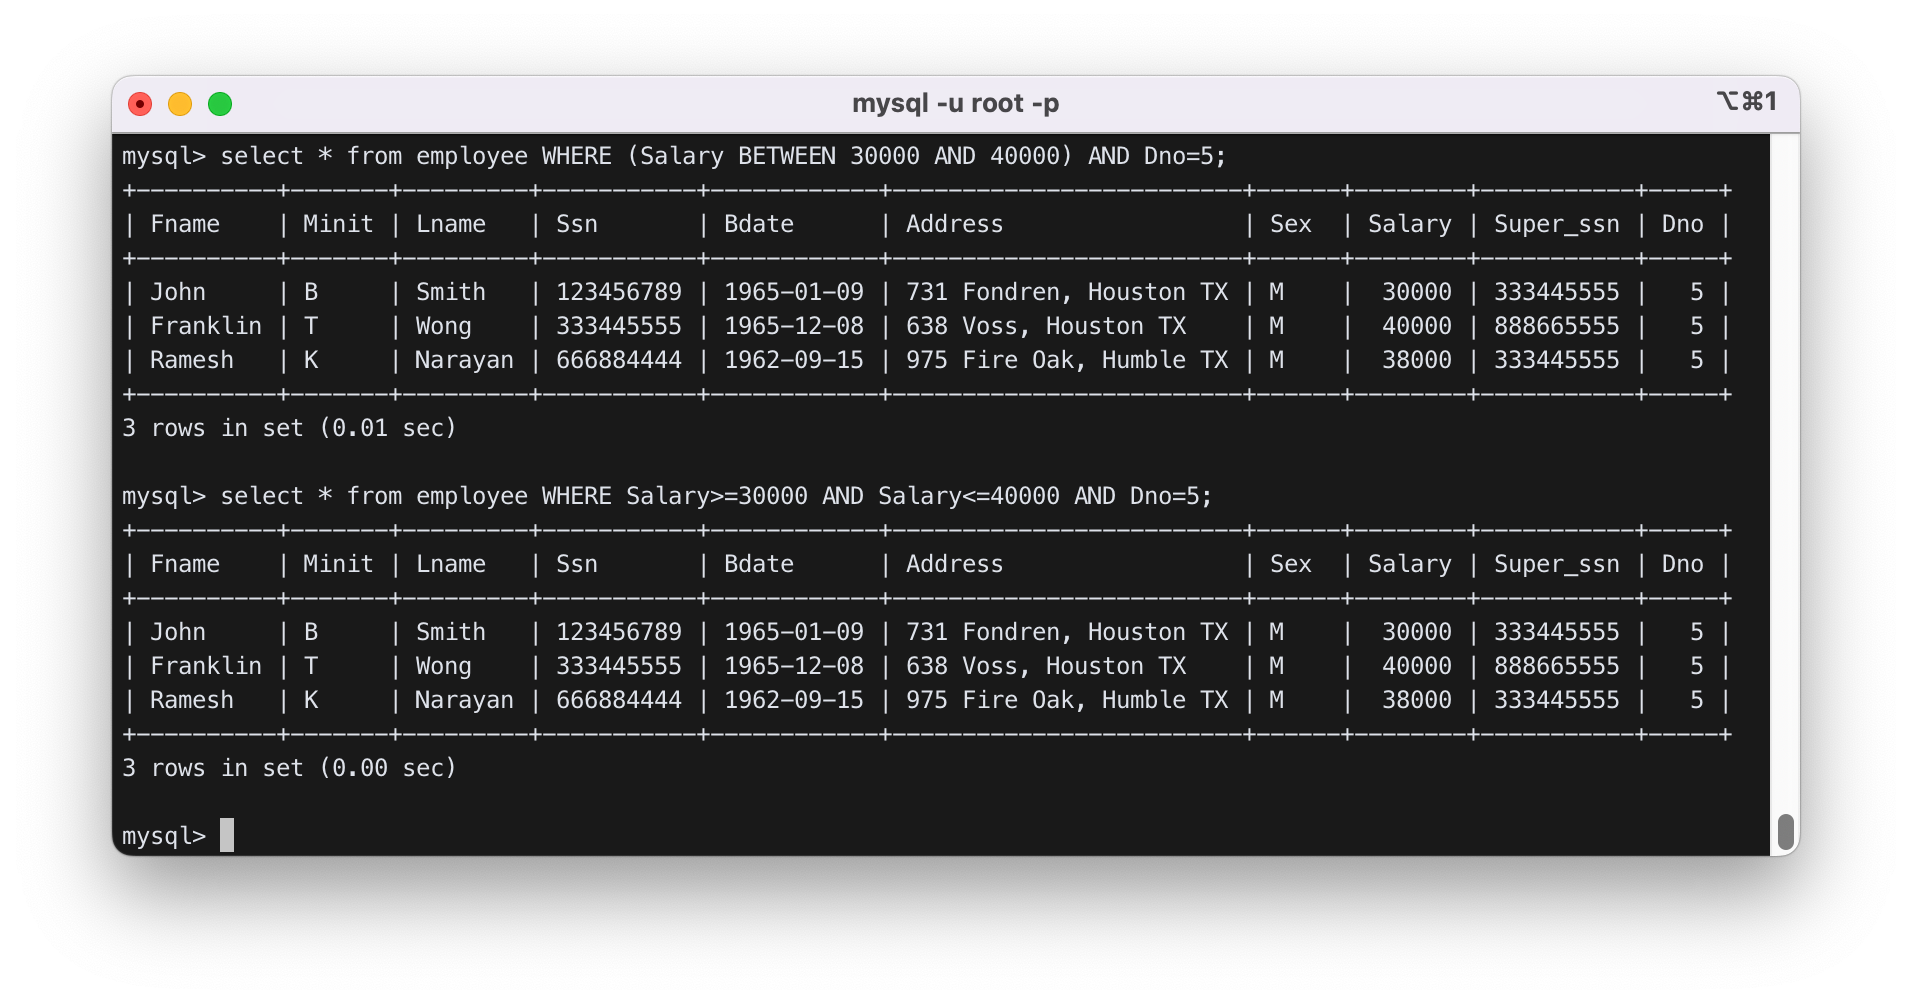 mysql -u root -p ⌥⌘1
mysql> select * from employee WHERE (Salary BETWEEN 30000 AND 40000) AND Dno=5;
+----------+-------+---------+-----------+------------+-------------------------+------+--------+-----------+-----+
| Fname    | Minit | Lname   | Ssn       | Bdate      | Address                 | Sex  | Salary | Super_ssn | Dno |
+----------+-------+---------+-----------+------------+-------------------------+------+--------+-----------+-----+
| John     | B     | Smith   | 123456789 | 1965-01-09 | 731 Fondren, Houston TX | M    |  30000 | 333445555 |   5 |
| Franklin | T     | Wong    | 333445555 | 1965-12-08 | 638 Voss, Houston TX    | M    |  40000 | 888665555 |   5 |
| Ramesh   | K     | Narayan | 666884444 | 1962-09-15 | 975 Fire Oak, Humble TX | M    |  38000 | 333445555 |   5 |
+----------+-------+---------+-----------+------------+-------------------------+------+--------+-----------+-----+
3 rows in set (0.01 sec)
mysql> select * from employee WHERE Salary>=30000 AND Salary<=40000 AND Dno=5;
+----------+-------+---------+-----------+------------+-------------------------+------+--------+-----------+-----+
| Fname    | Minit | Lname   | Ssn       | Bdate      | Address                 | Sex  | Salary | Super_ssn | Dno |
+----------+-------+---------+-----------+------------+-------------------------+------+--------+-----------+-----+
| John     | B     | Smith   | 123456789 | 1965-01-09 | 731 Fondren, Houston TX | M    |  30000 | 333445555 |   5 |
| Franklin | T     | Wong    | 333445555 | 1965-12-08 | 638 Voss, Houston TX    | M    |  40000 | 888665555 |   5 |
| Ramesh   | K     | Narayan | 666884444 | 1962-09-15 | 975 Fire Oak, Humble TX | M    |  38000 | 333445555 |   5 |
+----------+-------+---------+-----------+------------+-------------------------+------+--------+-----------+-----+
3 rows in set (0.00 sec)
mysql>